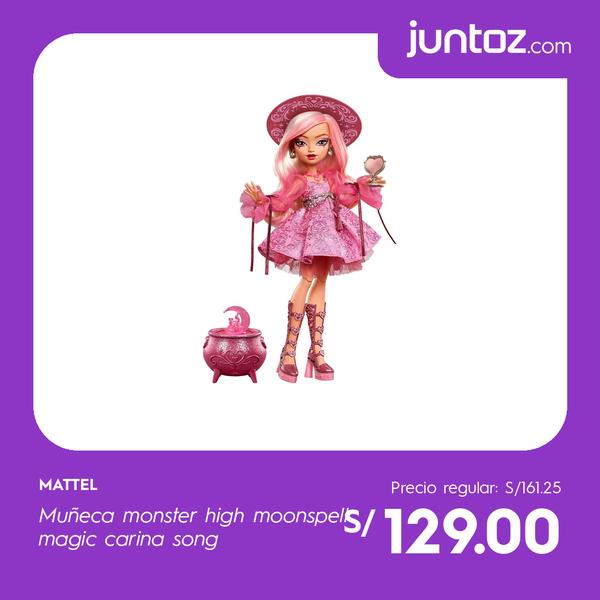 juntoz.com
MATTEL
Muñeca monster high moonspell
magic carina song
Precio regular: S/161.25
S/ 129.00